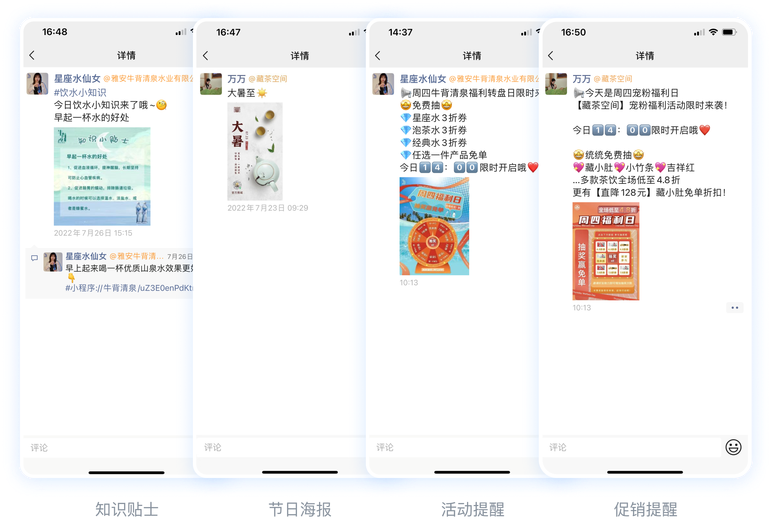 16:48
详情
星座水仙女 @雅安牛背清泉水业有限公
#饮水小知识
今日饮水小知识来了哦~
早起一杯水的好处
知识小贴士
早起一杯水的好处
2022年7月26日 15:15
星座水仙女 @雅安牛背清... 7月26日
早上起来喝一杯优质山泉水效果更好
#小程序://牛背清泉/uZ3E0enPdKt
评论
知识贴士
16:47
详情
万万 @藏茶空间
大暑至
大暑
2022年7月23日 09:29
评论
节日海报
14:37
详情
星座水仙女 @雅安牛背清泉水业有限公
周四牛背清泉福利转盘日限时来
免费抽
星座水3折券
泡茶水3折券
经典水3折券
任选一件产品免单
今日14：00限时开启哦
周四福利日
10:13
评论
活动提醒
16:50
详情
万万 @藏茶空间
今天是周四宠粉福利日
【藏茶空间】宠粉福利活动限时来袭！
今日14：00限时开启哦
统统免费抽
藏小肚 小竹条 吉祥红
...多款茶饮全场低至4.8折
更有【直降128元】藏小肚免单折扣！
周四福利日
抽奖赢免单
10:13
评论
促销提醒